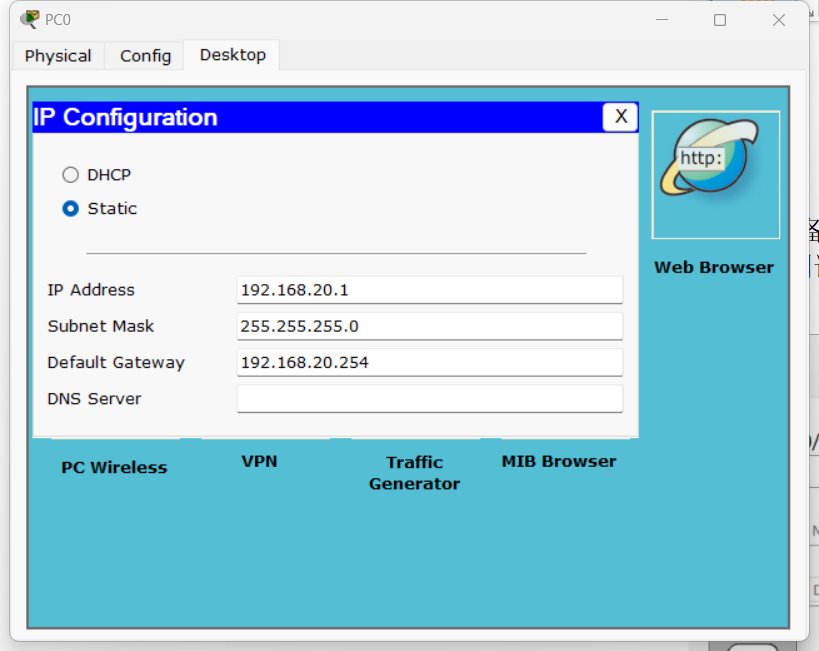 PC0
Physical Config Desktop
IP Configuration X
DHCP
Static
http:
Web Browser
IP Address 192.168.20.1
Subnet Mask 255.255.255.0
Default Gateway 192.168.20.254
DNS Server
PC Wireless VPN Traffic Generator MIB Browser